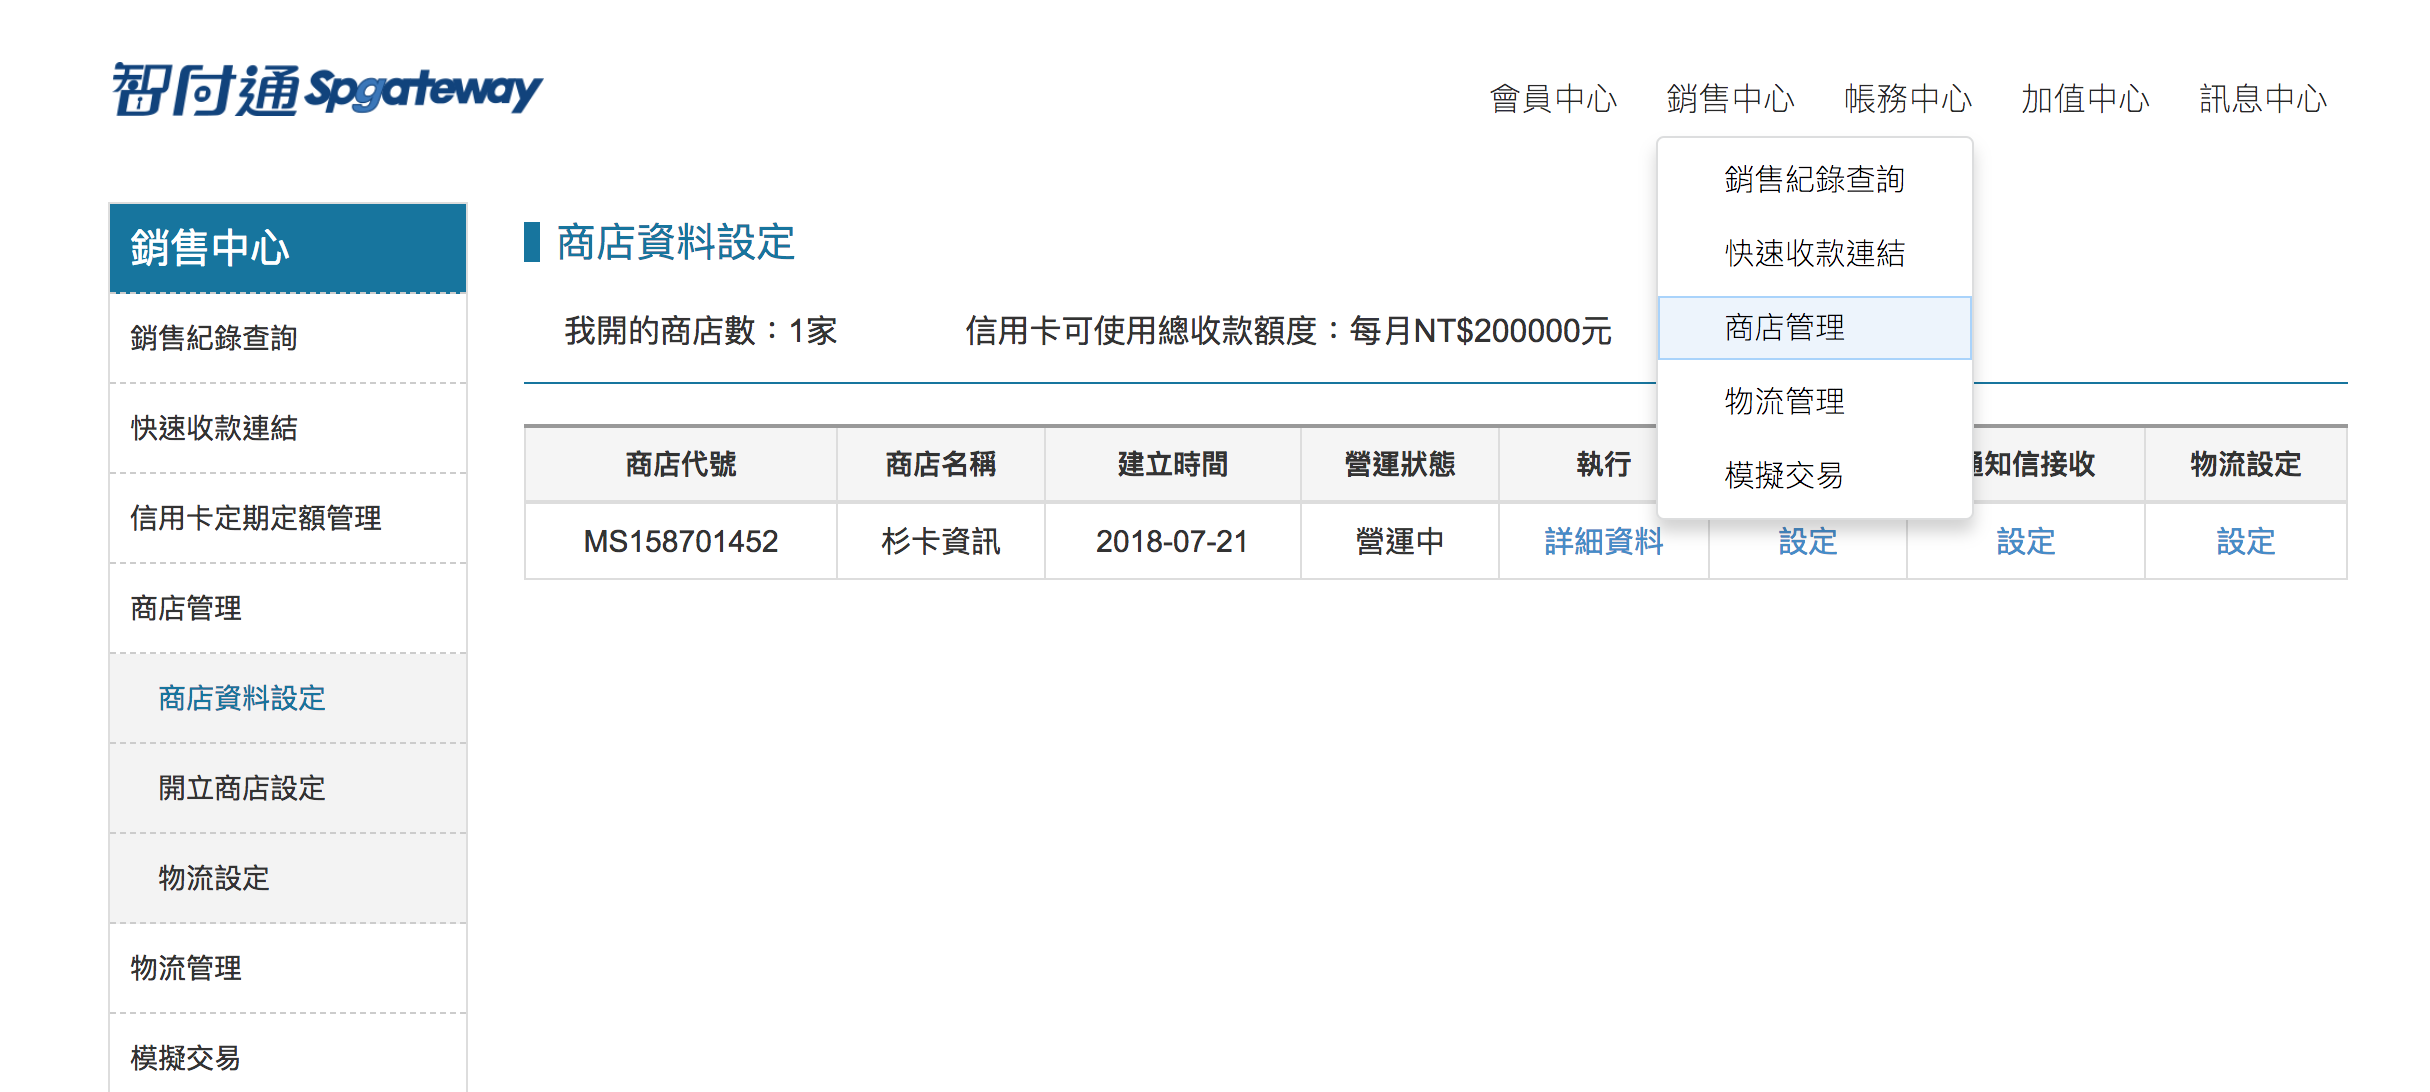 智付通 Spgateway
會員中心 銷售中心 帳務中心 加值中心 訊息中心
銷售紀錄查詢
快速收款連結
商店管理
物流管理
模擬交易
銷售中心
銷售紀錄查詢
快速收款連結
信用卡定期定額管理
商店管理
商店資料設定
開立商店設定
物流設定
物流管理
模擬交易
商店資料設定
我開的商店數：1家 信用卡可使用總收款額度：每月NT$200000元
商店代號 商店名稱 建立時間 營運狀態 執行 知信接收 物流設定
MS158701452 杉卡資訊 2018-07-21 營運中 詳細資料 設定 設定 設定